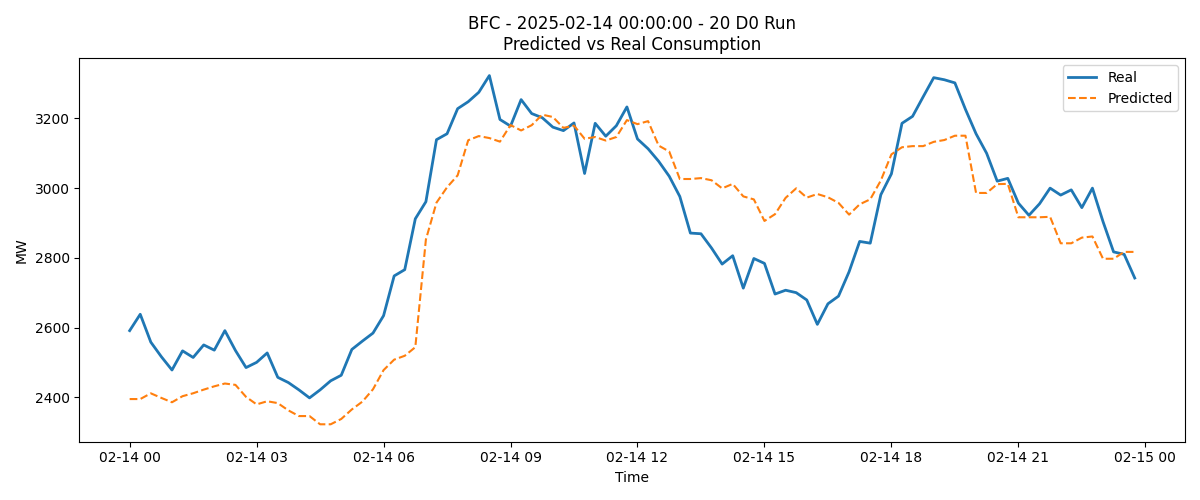 BFC - 2025-02-14 00:00:00 - 20 D0 Run
Predicted vs Real Consumption
Real
Predicted
MW
3200
3000
2800
2600
2400
02-14 00
02-14 03
02-14 06
02-14 09
02-14 12
02-14 15
02-14 18
02-14 21
02-15 00
Time